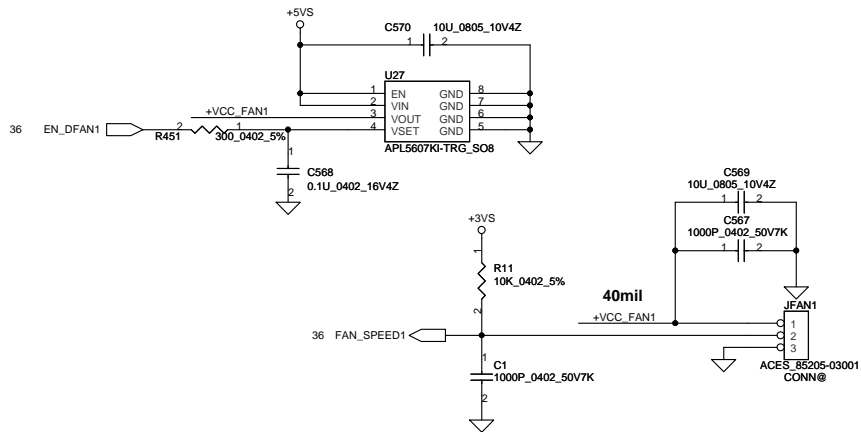 +5VS
C570
10U_0805_10V4Z
1
2
U27
1
EN
GND
8
2
VIN
GND
7
+VCC_FAN1
3
VOUT
GND
6
36
EN_DFAN1
2
1
4
VSET
GND
5
R451
300_0402_5%
APL5607KI-TRG_SO8
1
C568
0.1U_0402_16V4Z
2
C569
10U_0805_10V4Z
1
2
C567
1000P_0402_50V7K
1
2
+3VS
1
R11
10K_0402_5%
2
40mil
+VCC_FAN1
JFAN1
1
36
FAN_SPEED1
2
3
1
C1
1000P_0402_50V7K
2
ACES_85205-03001
CONN@